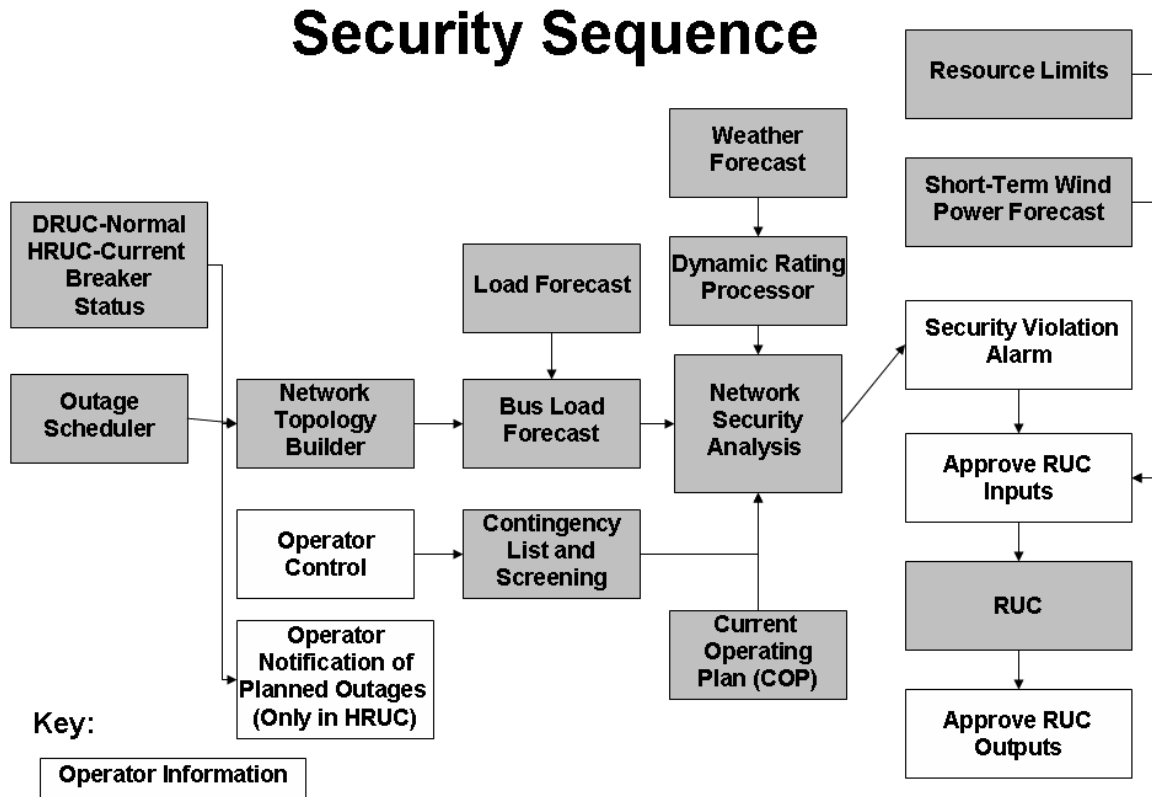 Security Sequence
Resource Limits
Weather
Forecast
Short-Term Wind
Power Forecast
DRUC-Normal
HRUC-Current
Breaker
Status
Load Forecast
Dynamic Rating
Processor
Security Violation
Alarm
Outage
Scheduler
Network
Topology
Builder
Bus Load
Forecast
Network
Security
Analysis
Approve RUC
Inputs
Operator
Control
Contingency
List and
Screening
RUC
Operator
Notification of
Planned Outages
(Only in HRUC)
Current
Operating
Plan (COP)
Approve RUC
Outputs
Key:
Operator Information